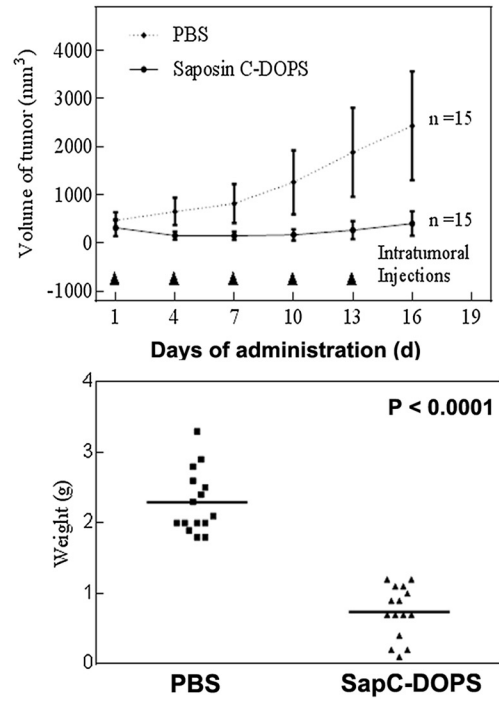 4000
3000
2000
1000
0
-1000
Volume of tumor (mm³)
PBS
Saposin C-DOPS
n =15
n =15
Intratumoral
Injections
1 4 7 10 13 16 19
Days of administration (d)
4
3
2
1
0
Weight (g)
P < 0.0001
PBS SapC-DOPS